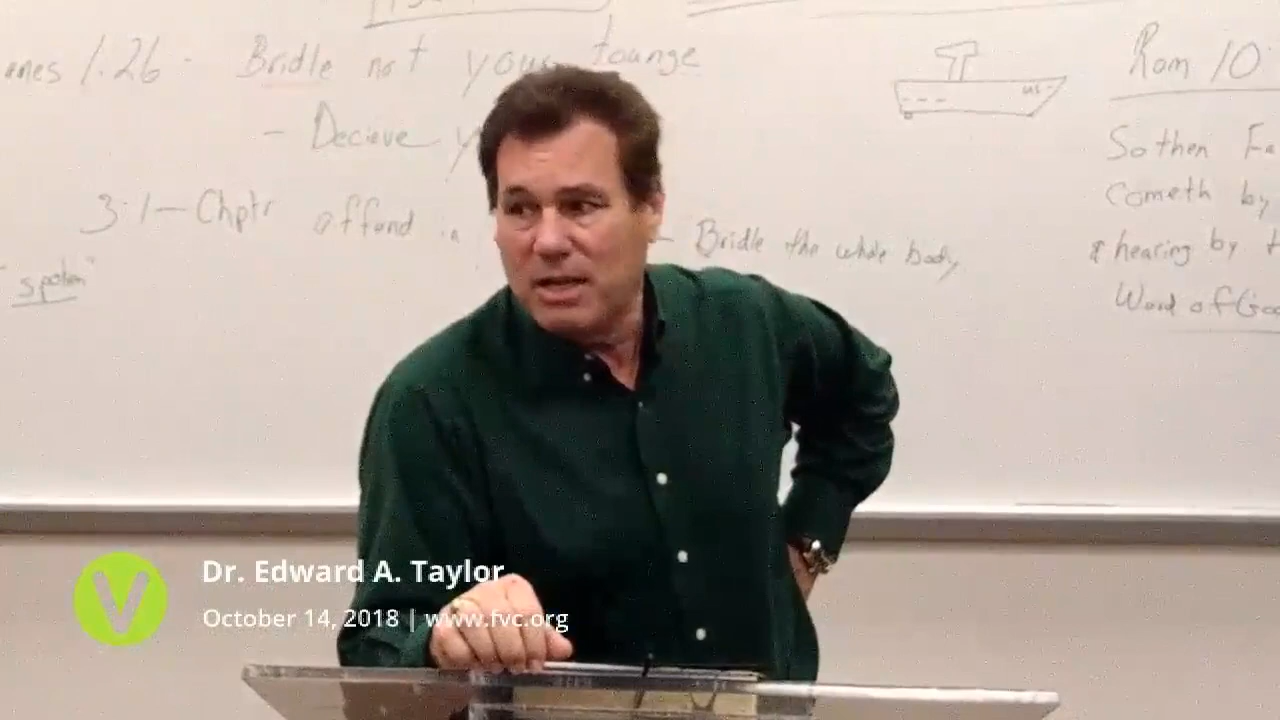 1.26 - Bridle not your tounge
- Decieve
3:1 - Chptr offend
- Bridle the whole body
"spoken"
us
Rom 10
So then
Cometh by
& hearing by
Word of
Dr. Edward A. Taylor
October 14, 2018 | www.fvc.org